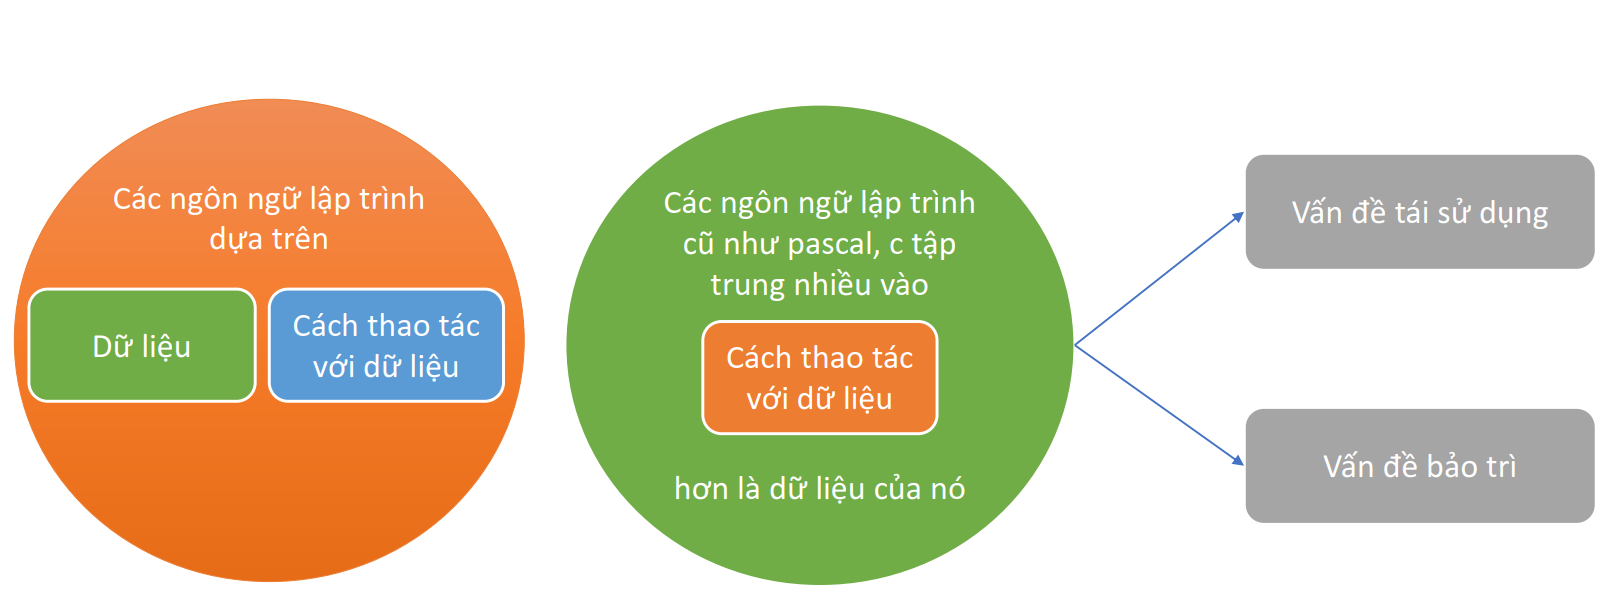 Các ngôn ngữ lập trình
dựa trên
Dữ liệu
Cách thao tác
với dữ liệu
Các ngôn ngữ lập trình
cũ như pascal, c tập
trung nhiều vào
Cách thao tác
với dữ liệu
hơn là dữ liệu của nó
Vấn đề tái sử dụng
Vấn đề bảo trì